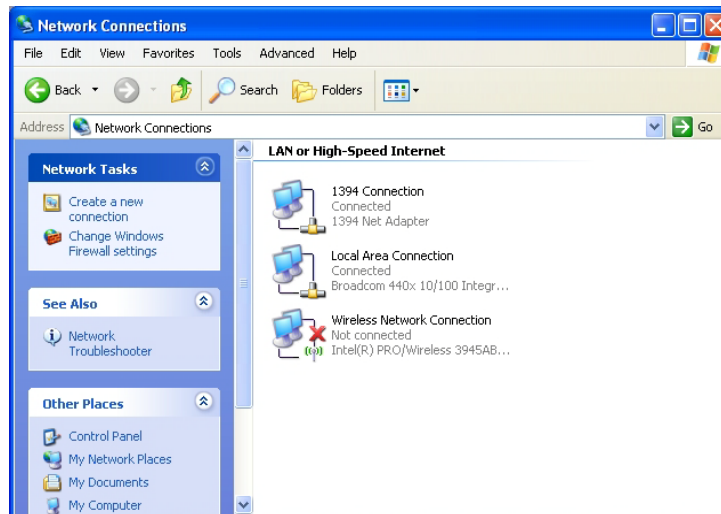 Network Connections
File Edit View Favorites Tools Advanced Help
Back Search Folders
Address Network Connections Go
Network Tasks
Create a new
connection
Change Windows
Firewall settings
See Also
Network
Troubleshooter
Other Places
Control Panel
My Network Places
My Documents
My Computer
LAN or High-Speed Internet
1394 Connection
Connected
1394 Net Adapter
Local Area Connection
Connected
Broadcom 440x 10/100 Integr...
Wireless Network Connection
Not connected
Intel(R) PRO/Wireless 3945AB...